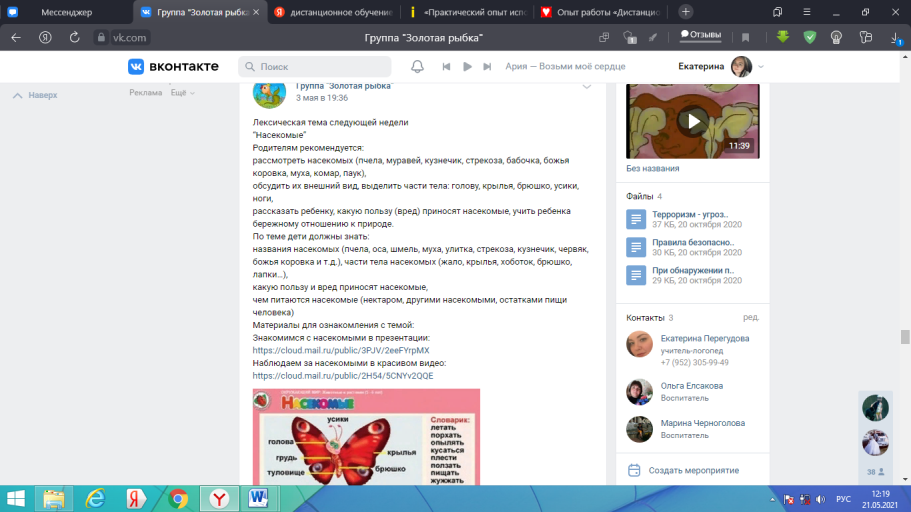 Мессенджер
Группа "Золотая рыбка
дистанционное обучение
«Практический опыт испо
Опыт работы «Дистанцио
vk.com
Группа "Золотая рыбка"
Отзывы
вконтакте
Поиск
Ария — Возьми моё сердце
Екатерина
Наверх
Реклама Ещё
Группа "Золотая рыбка"
3 мая в 19:36
Лексическая тема следующей недели
"Насекомые"
Родителям рекомендуется:
рассмотреть насекомых (пчела, муравей, кузнечик, стрекоза, бабочка, божья
коровка, муха, комар, паук),
обсудить их внешний вид, выделить части тела: голову, крылья, брюшко, усики,
ноги,
рассказать ребенку, какую пользу (вред) приносят насекомые, учить ребенка
бережному отношению к природе.
По теме дети должны знать:
названия насекомых (пчела, оса, шмель, муха, улитка, стрекоза, кузнечик, червяк,
божья коровка и т.д.), части тела насекомых (жало, крылья, хоботок, брюшко,
лапки...),
какую пользу и вред приносят насекомые,
чем питаются насекомые (нектаром, другими насекомыми, остатками пищи
человека)
Материалы для ознакомления с темой:
Знакомимся с насекомыми в презентации:
https://cloud.mail.ru/public/3PJV/2eeFYrpMX
Наблюдаем за насекомыми в красивом видео:
https://cloud.mail.ru/public/2H54/5CNYv2QQE
Насекомые
усики
голова
грудь
туловище
крылья
брюшко
Словарик:
летать
порхать
опылять
кусаться
плести
ползать
пищать
жужжать
11:39
Без названия
Файлы 4
Терроризм - угроз..
37 КБ, 20 октября 2020
Правила безопасно..
30 КБ, 20 октября 2020
При обнаружении п..
29 КБ, 20 октября 2020
Контакты 3 ред.
Екатерина Перегудова
учитель-логопед
+7 (952) 305-99-49
Ольга Елсакова
Воспитатель
Марина Черноголова
Воспитатель
Создать мероприятие
38
РУС
12:19
21.05.2021